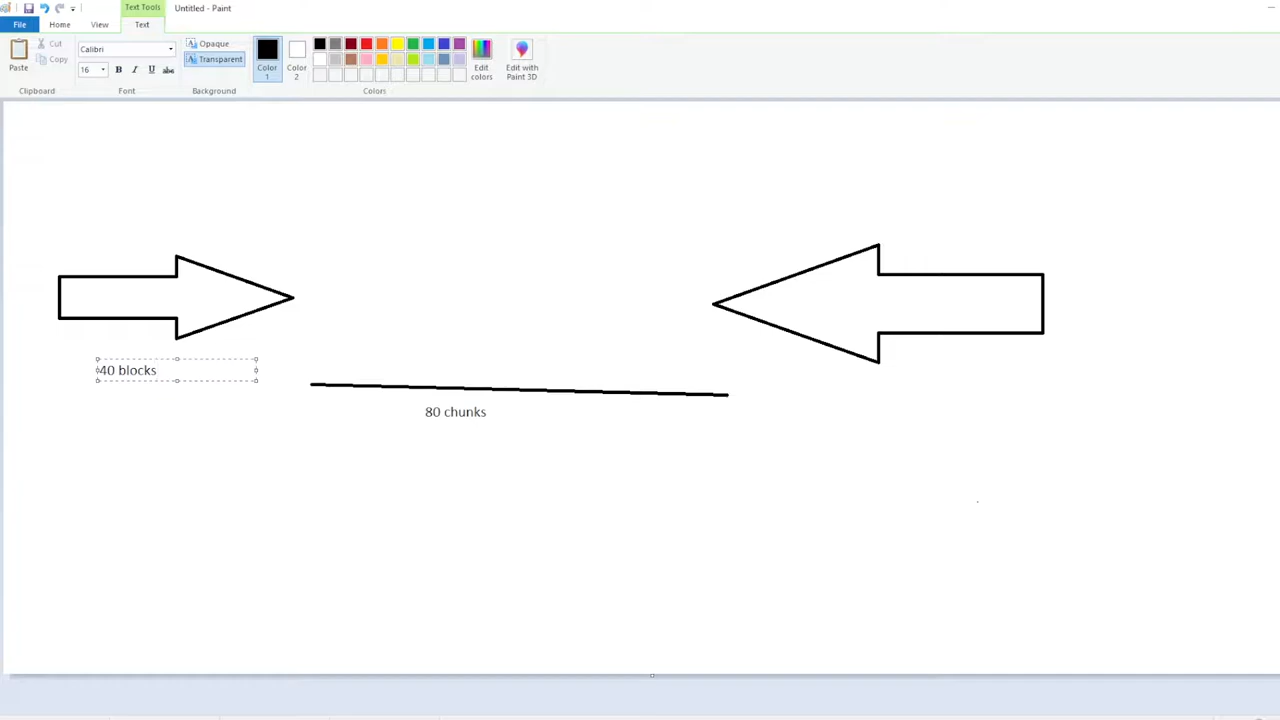 Text Tools
Untitled - Paint
File
Home
View
Text
Paste
Cut
Copy
Clipboard
Calibri
16
B
I
U
abc
Font
Opaque
Transparent
Background
Color
1
Color
2
Edit
colors
Edit with
Paint 3D
Colors
40 blocks
80 chunks